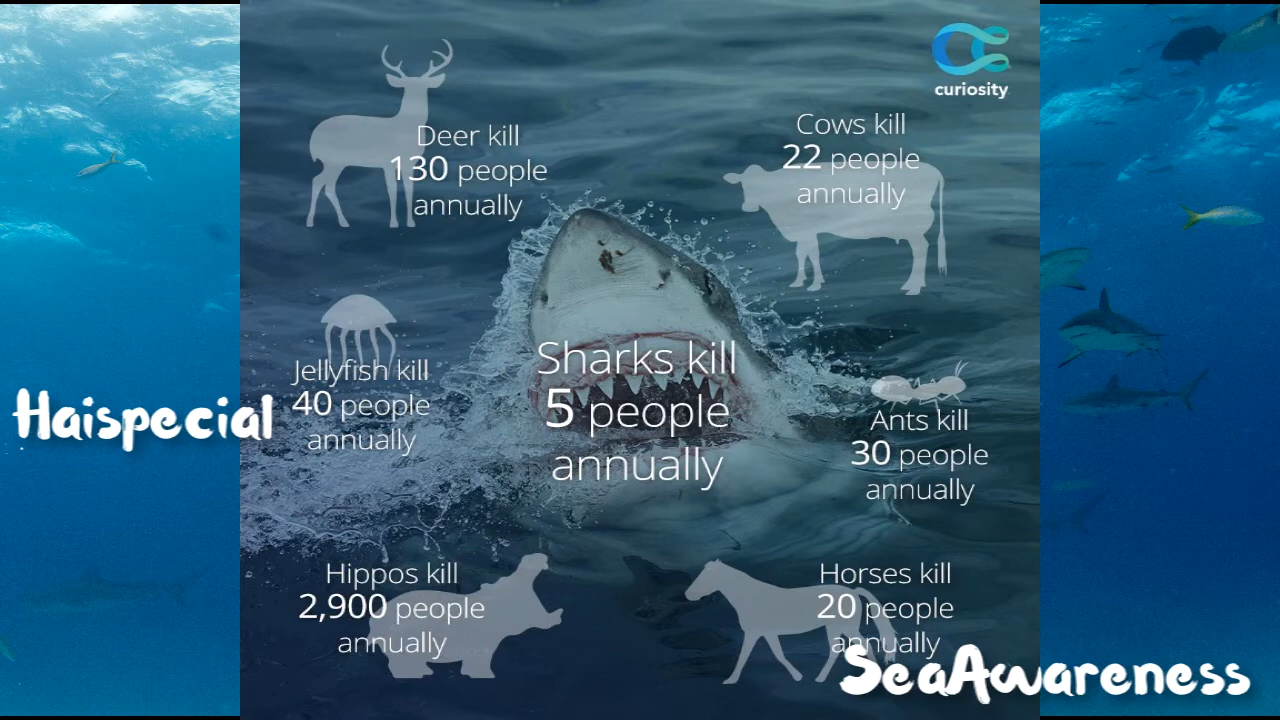 curiosity
Deer kill
130 people
annually
Cows kill
22 people
annually
Sharks kill
5 people
annually
Jellyfish kill
40 people
annually
Ants kill
30 people
annually
Haispecial
Hippos kill
2,900 people
annually
Horses kill
20 people
annually
SeaAwareness